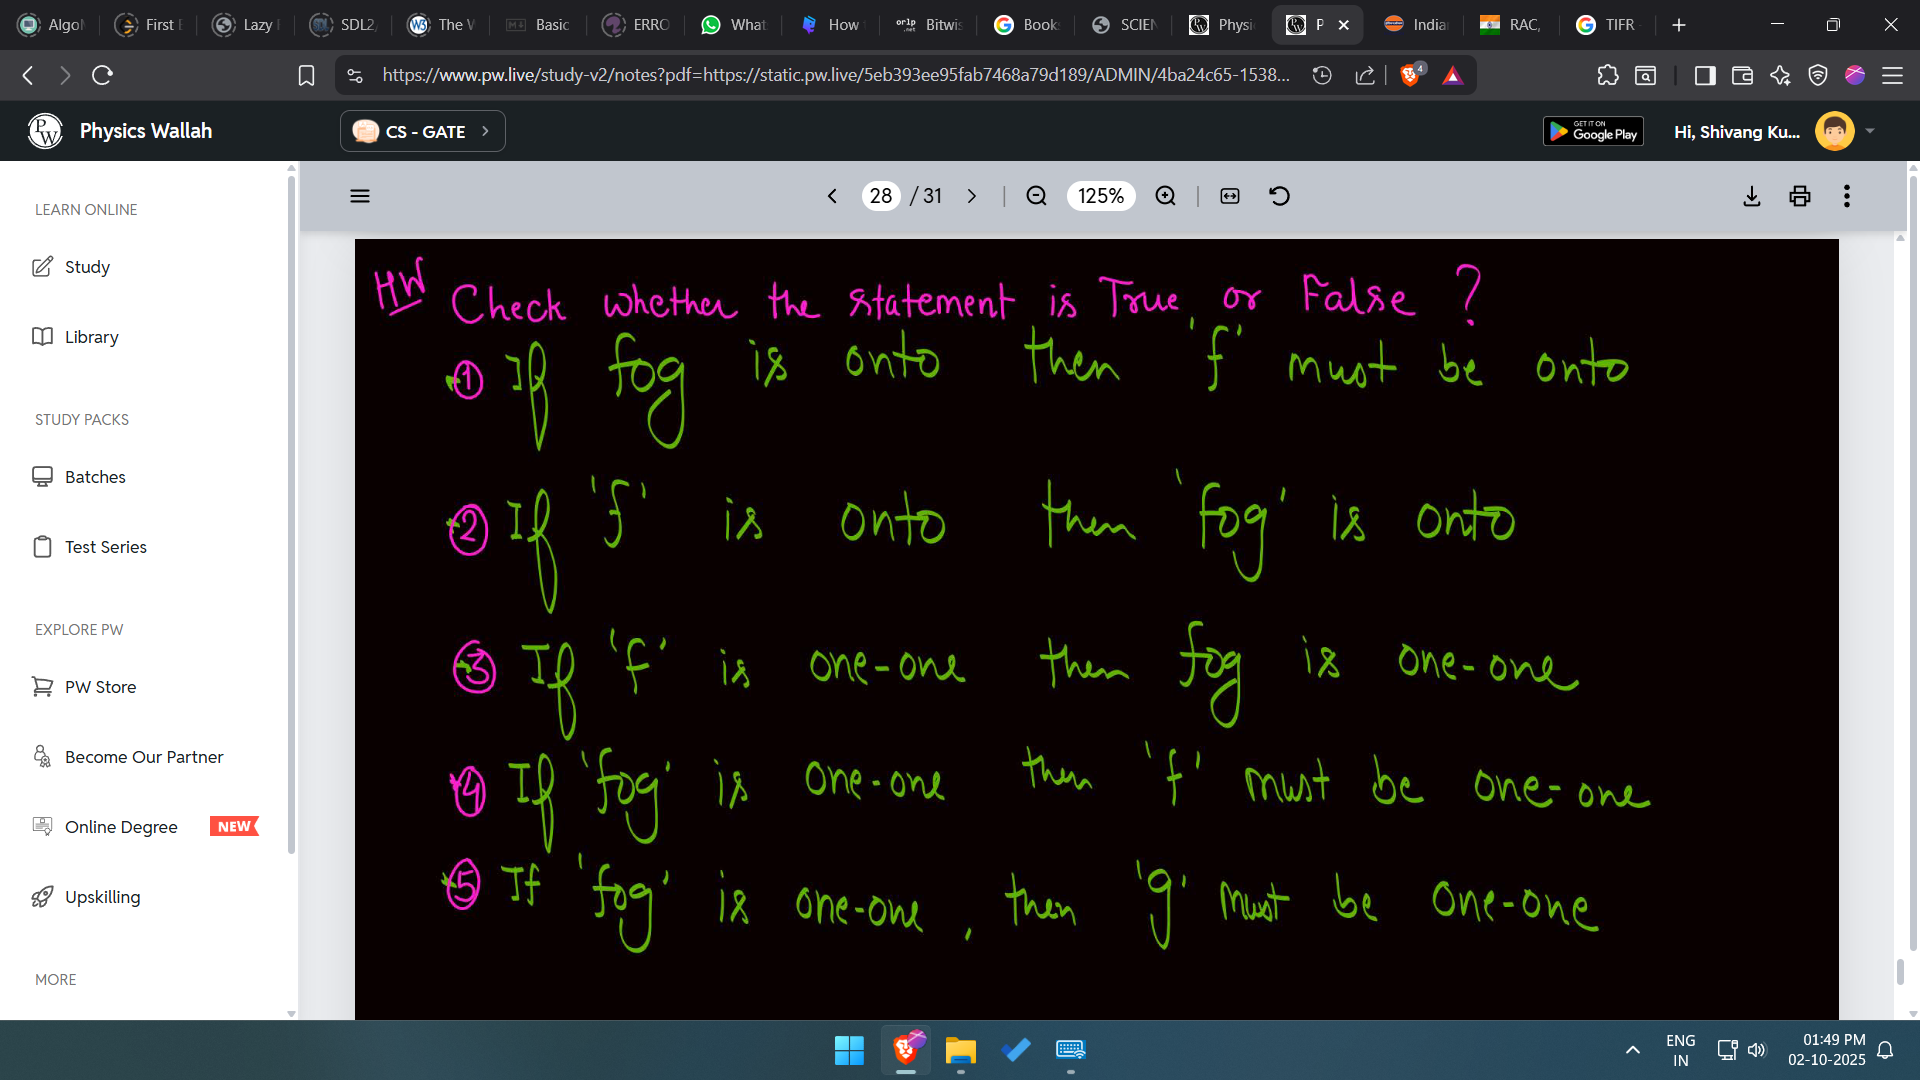 AlgoM
First E
Lazy
SDL2,
The W
Basic
ERRO
What
How
Bitwis
Book
SCIEN
Physi
P
India
RAC,
TIFR
https://www.pw.live/study-v2/notes?pdf=https://static.pw.live/5eb393ee95fab7468a79d189/ADMIN/4ba24c65-1538...
4
Physics Wallah
CS - GATE
GET IT ON
Google Play
Hi, Shivang Ku...
28 / 31
125%
LEARN ONLINE
Study
Library
STUDY PACKS
Batches
Test Series
EXPLORE PW
PW Store
Become Our Partner
Online Degree NEW
Upskilling
MORE
HW Check whether the statement is True or False ?
① If fog is onto then 'f' must be onto
② If 'f' is onto then 'fog' is onto
③ If 'f' is one-one then fog is one-one
④ If 'fog' is one-one then 'f' must be one-one
⑤ If 'fog' is one-one, then 'g' must be one-one
ENG
IN
01:49 PM
02-10-2025